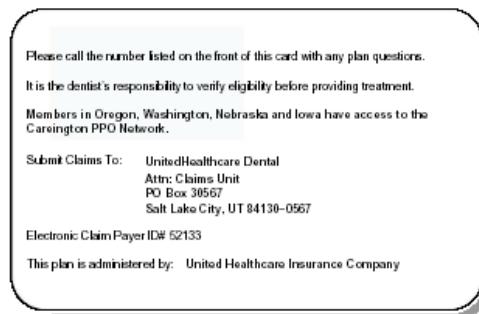 Please call the number listed on the front of this card with any plan questions.
It is the dentist's responsibility to verify eligibility before providing treatment.
Members in Oregon, Washington, Nebraska and Iowa have access to the
Careington PPO Network.
Submit Claims To: UnitedHealthcare Dental
Attn: Claims Unit
PO Box 30567
Salt Lake City, UT 84130-0567
Electronic Claim Payer ID# 52133
This plan is administered by: United Healthcare Insurance Company